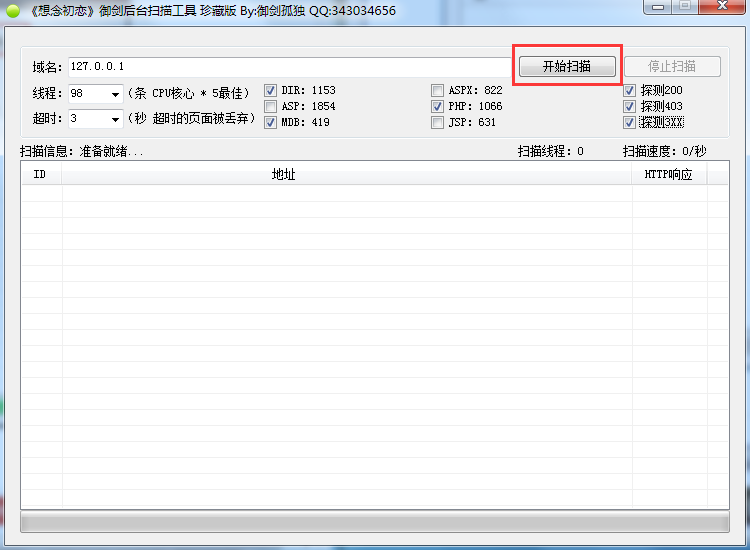 《想念初恋》御剑后台扫描工具 珍藏版 By:御剑孤独 QQ:343034656
域名: 127.0.0.1 开始扫描 停止扫描
线程: 98 (条 CPU核心 * 5最佳) DIR: 1153 ASPX: 822 探测200
ASP: 1854 PHP: 1066 探测403
超时: 3 (秒 超时的页面被丢弃) MDB: 419 JSP: 631 探测3XX
扫描信息: 准备就绪... 扫描线程: 0 扫描速度: 0/秒
ID 地址 HTTP响应